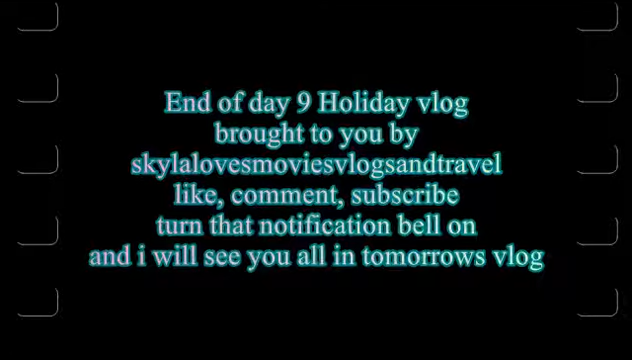 End of day 9 Holiday vlog
brought to you by
skylalovesmoviesvlogsandtravel
like, comment, subscribe
turn that notification bell on
and i will see you all in tomorrows vlog